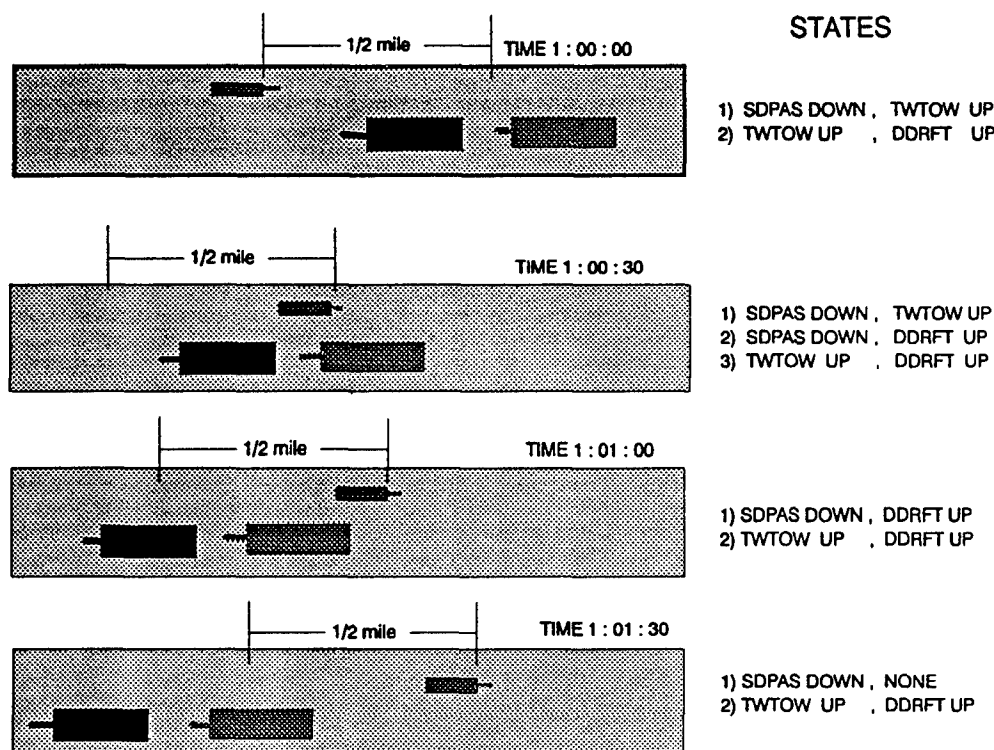 STATES
1/2 mile TIME 1 : 00 : 00
1) SDPAS DOWN , TWTOW UP
2) TWTOW UP , DDRFT UP
1/2 mile TIME 1 : 00 : 30
1) SDPAS DOWN , TWTOW UP
2) SDPAS DOWN , DDRFT UP
3) TWTOW UP , DDRFT UP
1/2 mile TIME 1 : 01 : 00
1) SDPAS DOWN , DDRFT UP
2) TWTOW UP , DDRFT UP
1/2 mile TIME 1 : 01 : 30
1) SDPAS DOWN , NONE
2) TWTOW UP , DDRFT UP